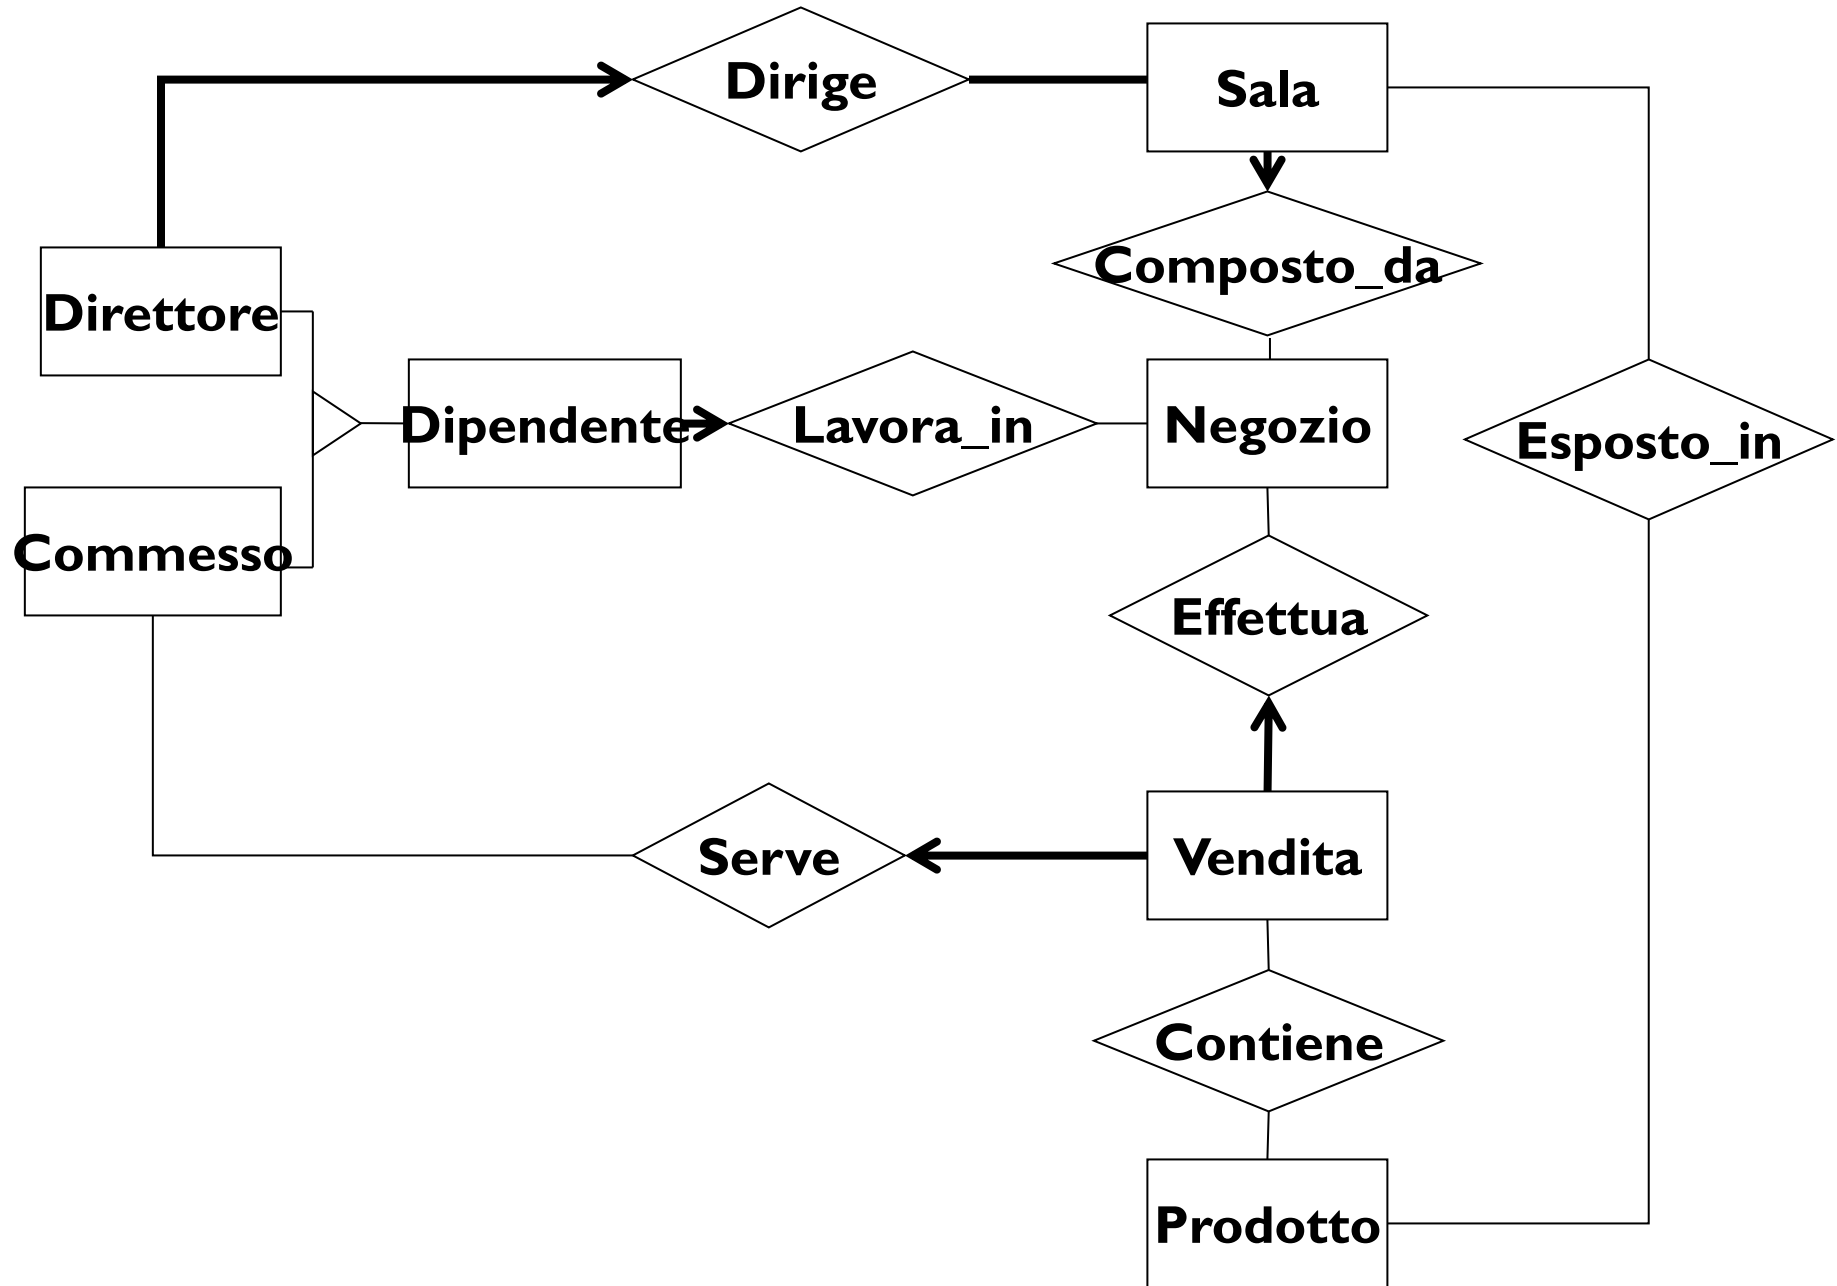 Dirige
Sala
Composto_da
Direttore
Dipendente
Lavora_in
Negozio
Esposto_in
Commesso
Effettua
Serve
Vendita
Contiene
Prodotto